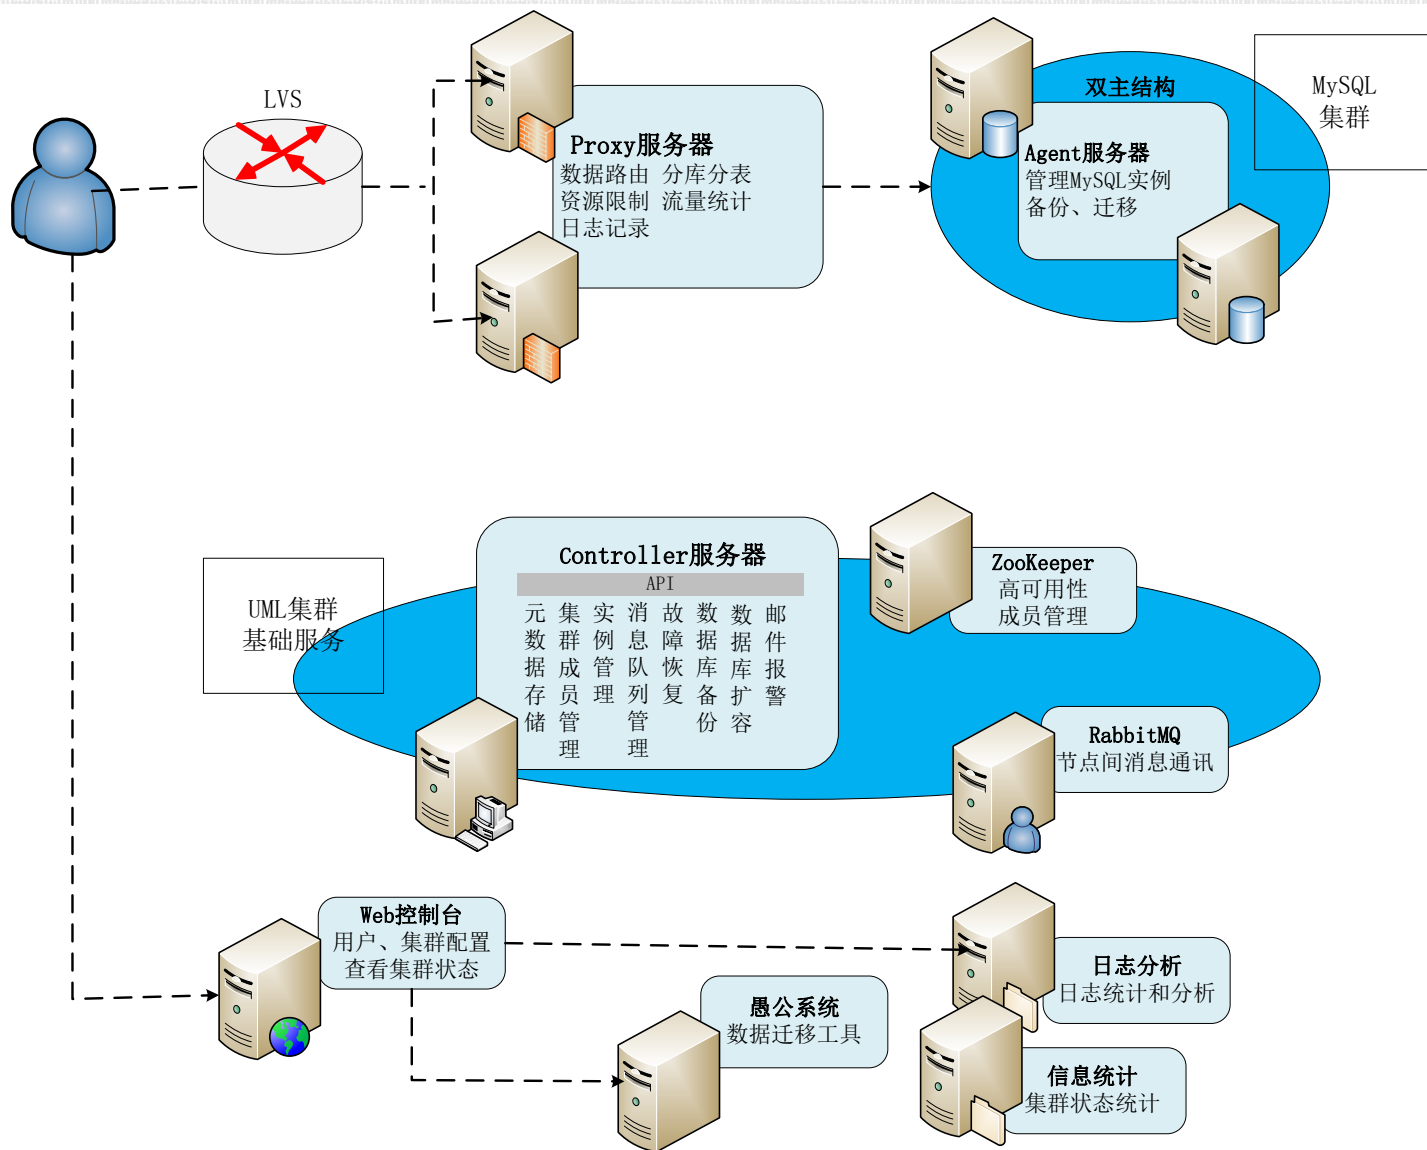 LVS
Proxy服务器
数据路由 分库分表
资源限制 流量统计
日志记录
双主结构
Agent服务器
管理MySQL实例
备份、迁移
MySQL
集群
UML集群
基础服务
Controller服务器
API
元数据存储
集群成员管理
实例管理
消息队列管理
故障恢复
数据库备份
数据库扩容
邮件报警
ZooKeeper
高可用性
成员管理
RabbitMQ
节点间消息通讯
Web控制台
用户、集群配置
查看集群状态
愚公系统
数据迁移工具
日志分析
日志统计和分析
信息统计
集群状态统计